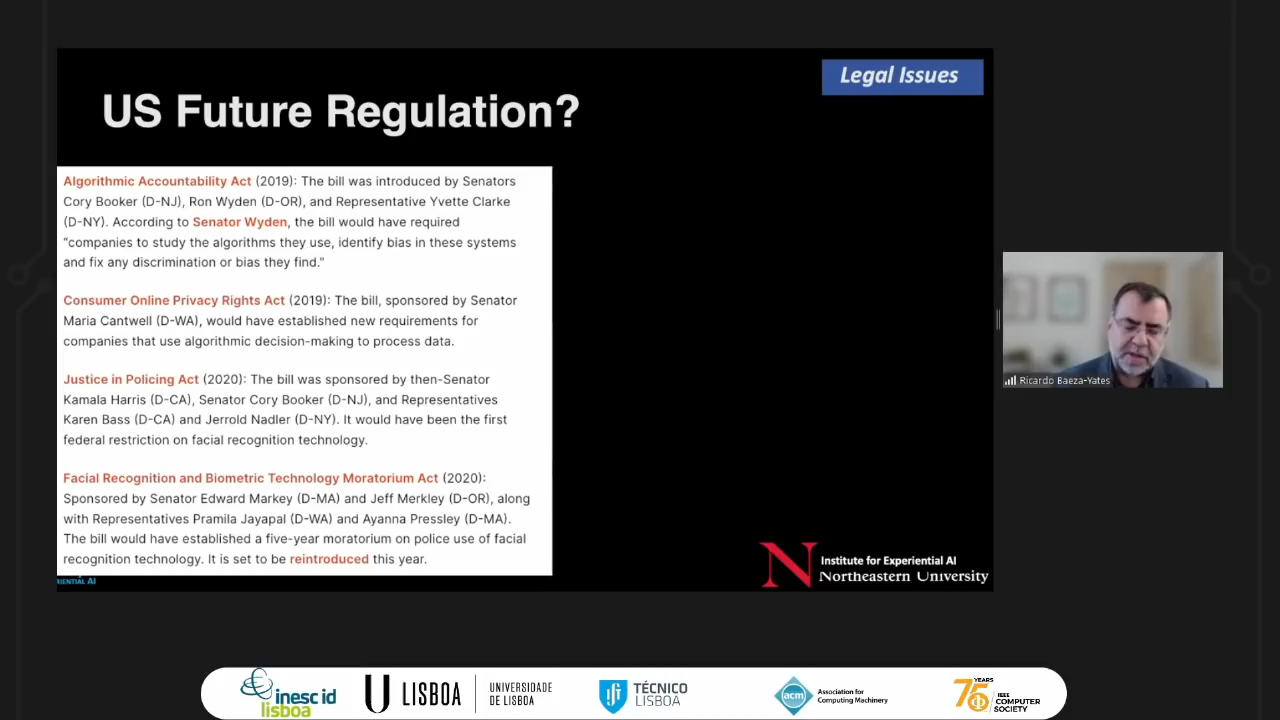 Legal Issues
US Future Regulation?
Algorithmic Accountability Act (2019): The bill was introduced by Senators
Cory Booker (D-NJ), Ron Wyden (D-OR), and Representative Yvette Clarke
(D-NY). According to Senator Wyden, the bill would have required
“companies to study the algorithms they use, identify bias in these systems
and fix any discrimination or bias they find.”
Consumer Online Privacy Rights Act (2019): The bill, sponsored by Senator
Maria Cantwell (D-WA), would have established new requirements for
companies that use algorithmic decision-making to process data.
Justice in Policing Act (2020): The bill was sponsored by then-Senator
Kamala Harris (D-CA), Senator Cory Booker (D-NJ), and Representatives
Karen Bass (D-CA) and Jerrold Nadler (D-NY). It would have been the first
federal restriction on facial recognition technology.
Facial Recognition and Biometric Technology Moratorium Act (2020):
Sponsored by Senator Edward Markey (D-MA) and Jeff Merkley (D-OR), along
with Representatives Pramila Jayapal (D-WA) and Ayanna Pressley (D-MA).
The bill would have established a five-year moratorium on police use of facial
recognition technology. It is set to be reintroduced this year.
RIENTIAL AI
N
Institute for Experiential AI
Northeastern University
Ricardo Baeza-Yates
inesc id
lisboa
U LISBOA
UNIVERSIDADE
DE LISBOA
TÉCNICO
LISBOA
acm
Association for
Computing Machinery
75
YEARS
IEEE
COMPUTER
SOCIETY